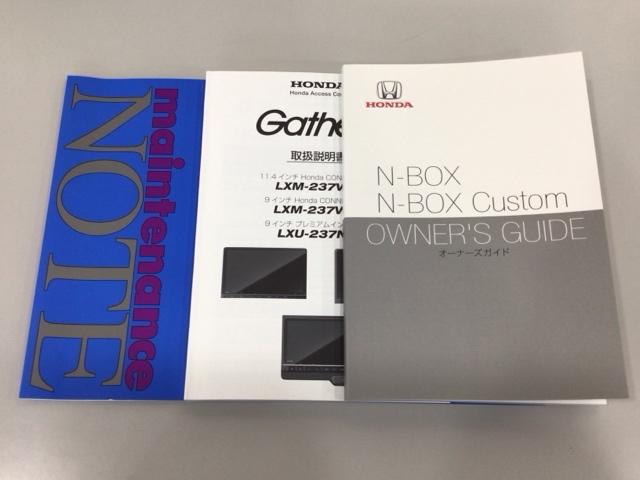 maintenance
NOTE
HONDA
Honda Access
Gathe
取扱説明書
11.4 インチ Honda CONN
LXM-237V
9 インチ Honda CONN
LXM-237V
9 インチ プレミアムイン
LXU-237N
HONDA
N-BOX
N-BOX Custom
OWNER'S GUIDE
オーナーズガイド